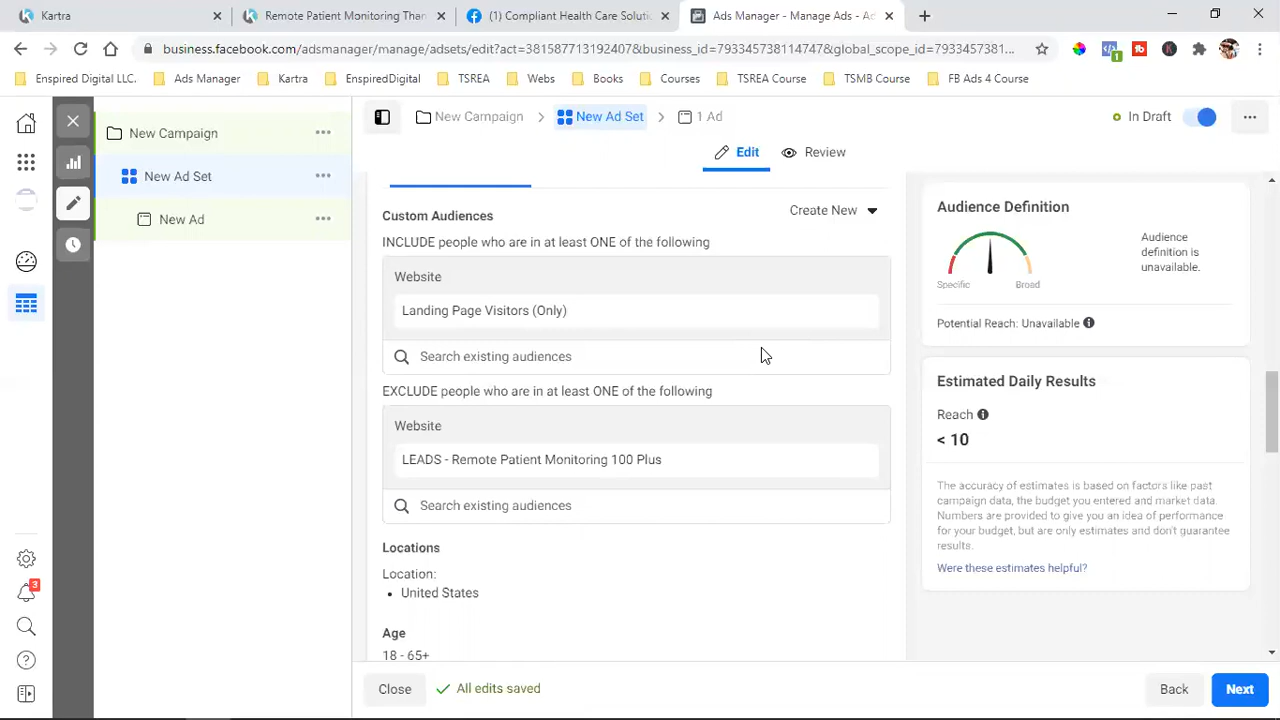 Kartra
Remote Patient Monitoring Tha
(1) Compliant Health Care Soluti
Ads Manager - Manage Ads - A
business.facebook.com/adsmanager/manage/adsets/edit?act=381587713192407&business_id=793345738114747&global_scope_id=7933457381...
1
Enspired Digital LLC.
Ads Manager
Kartra
EnspiredDigital
TSREA
Webs
Books
Courses
TSREA Course
TSMB Course
FB Ads 4 Course
New Campaign
New Ad Set
1 Ad
In Draft
New Campaign
New Ad Set
New Ad
Edit
Review
Custom Audiences
Create New
INCLUDE people who are in at least ONE of the following
Website
Landing Page Visitors (Only)
Search existing audiences
EXCLUDE people who are in at least ONE of the following
Website
LEADS - Remote Patient Monitoring 100 Plus
Search existing audiences
Locations
Location:
• United States
Age
18 - 65+
Audience Definition
Specific
Broad
Audience
definition is
unavailable.
Potential Reach: Unavailable
Estimated Daily Results
Reach
< 10
The accuracy of estimates is based on factors like past
campaign data, the budget you entered and market data.
Numbers are provided to give you an idea of performance
for your budget, but are only estimates and don't guarantee
results.
Were these estimates helpful?
3
Close
All edits saved
Back
Next